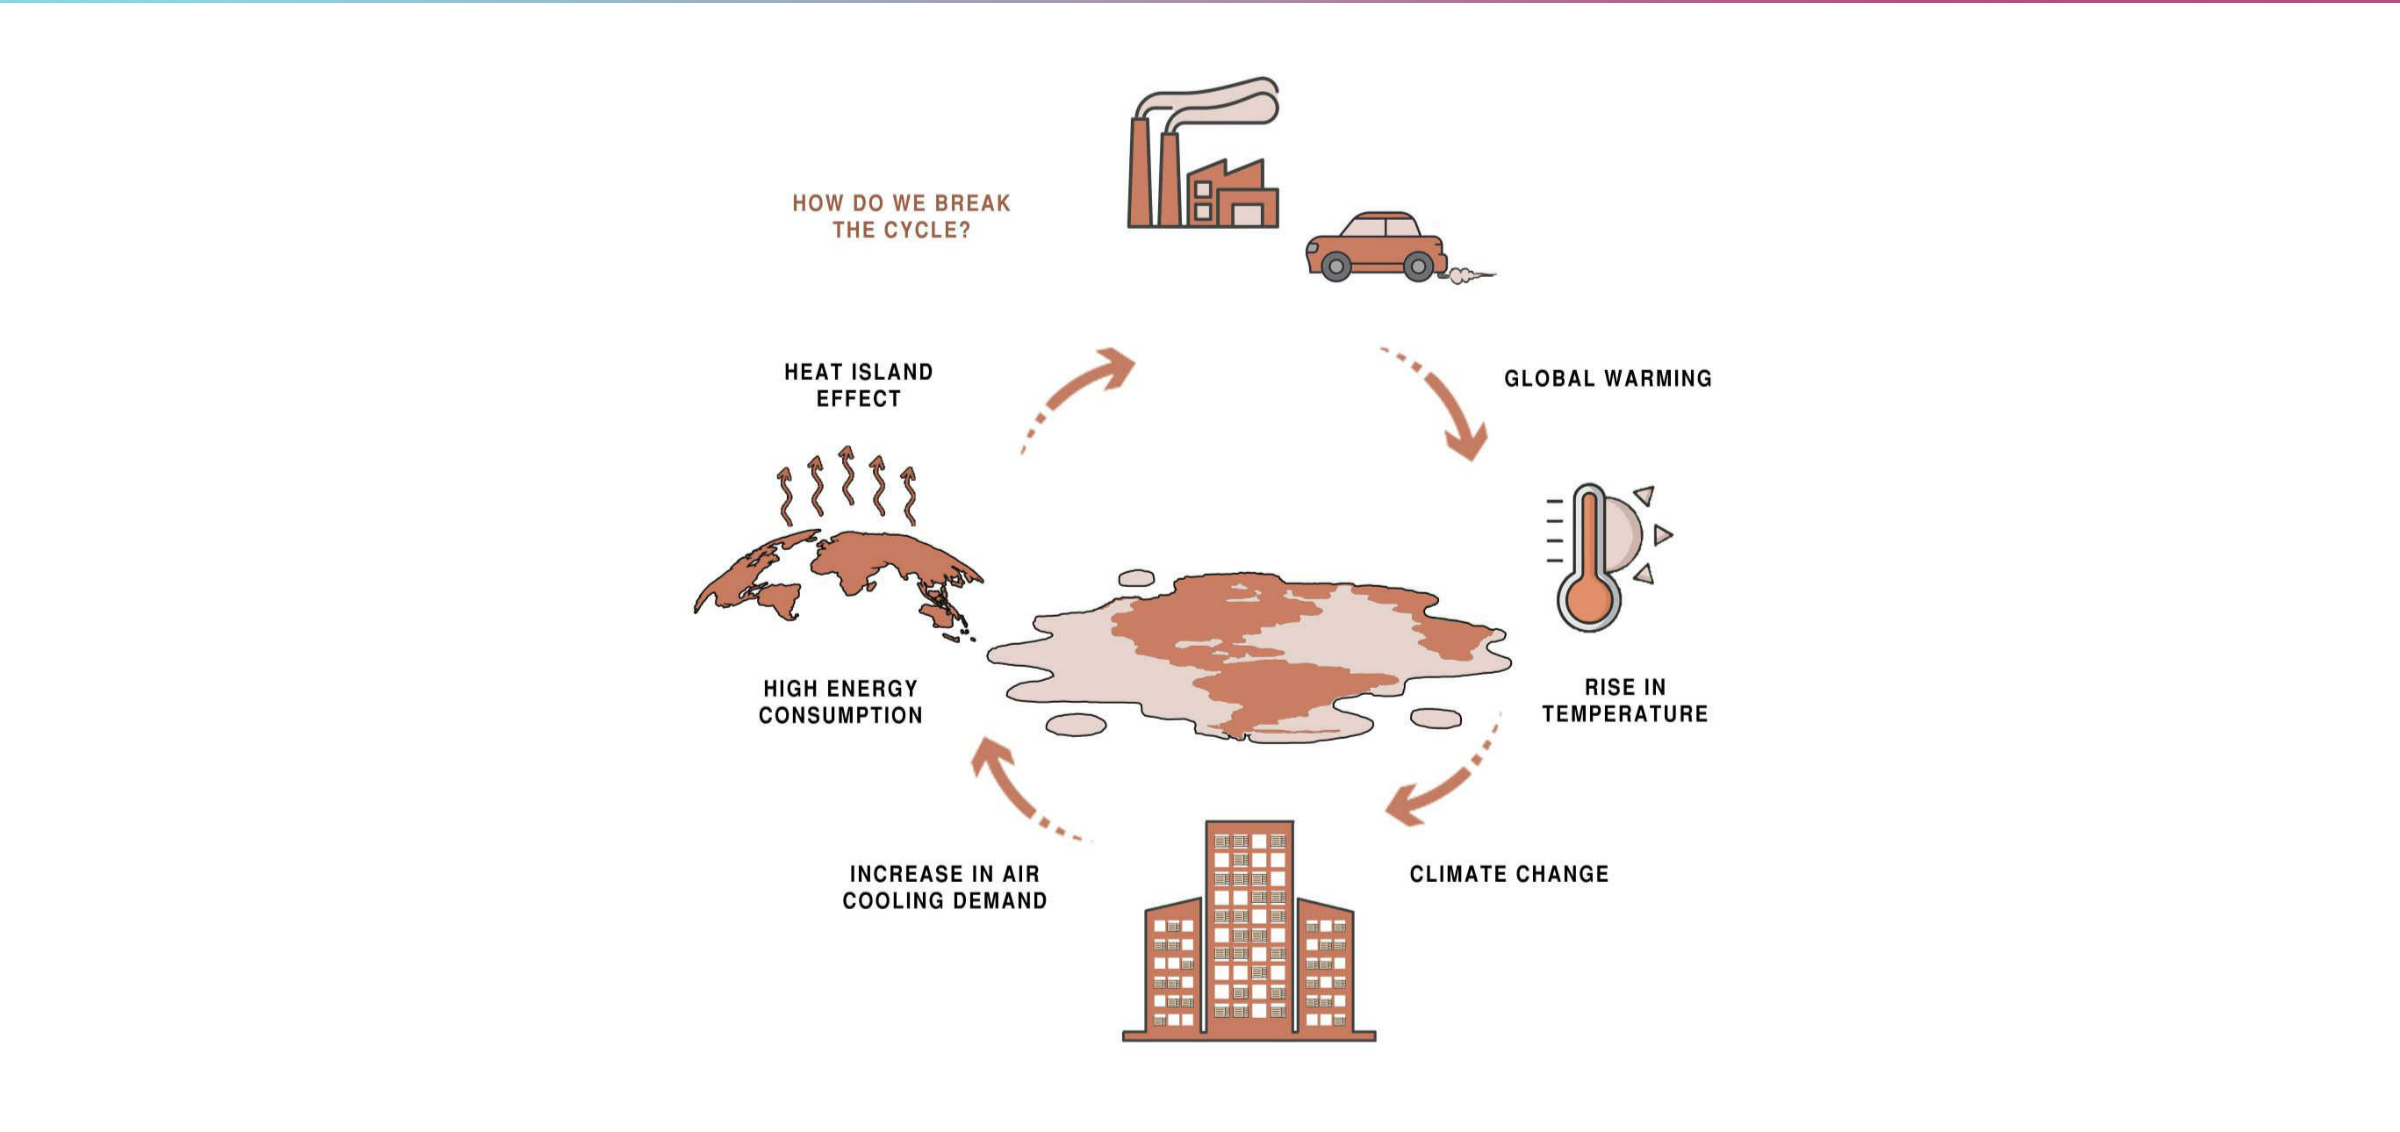 HOW DO WE BREAK
THE CYCLE?
HEAT ISLAND
EFFECT
GLOBAL WARMING
HIGH ENERGY
CONSUMPTION
RISE IN
TEMPERATURE
INCREASE IN AIR
COOLING DEMAND
CLIMATE CHANGE